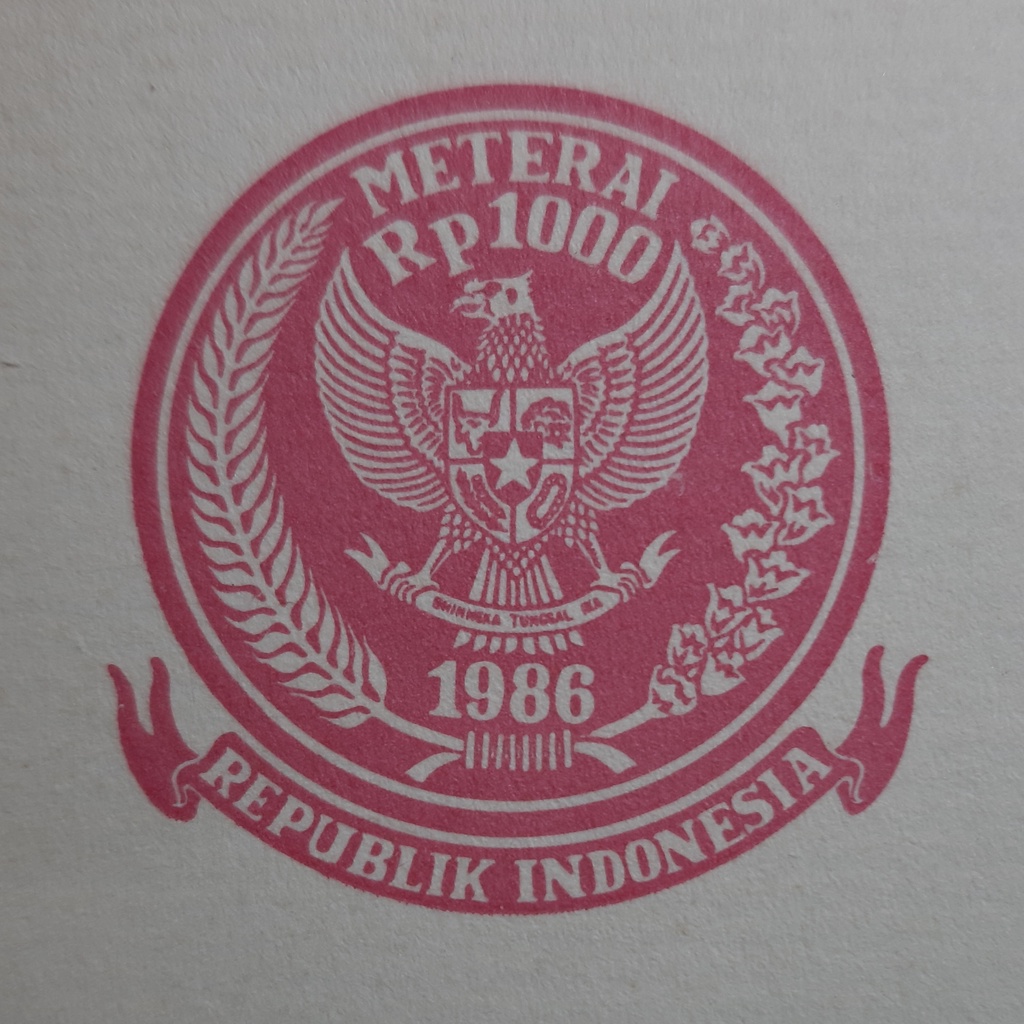 METERAI
Rp1000
BHINNEKA TUNGGAL IKA
1986
REPUBLIK INDONESIA